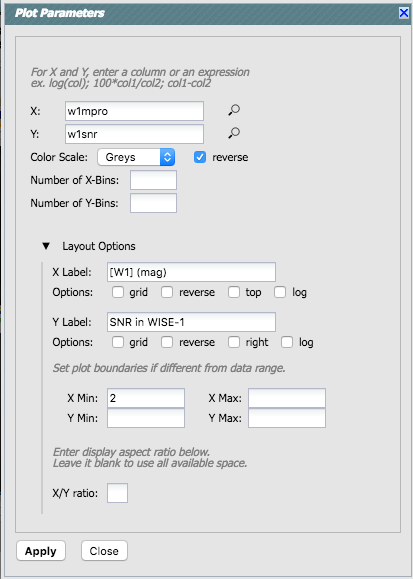 Plot Parameters
For X and Y, enter a column or an expression
ex. log(col); 100*col1/col2; col1-col2
X: w1mpro
Y: w1snr
Color Scale: Greys reverse
Number of X-Bins:
Number of Y-Bins:
Layout Options
X Label: [W1] (mag)
Options: grid reverse top log
Y Label: SNR in WISE-1
Options: grid reverse right log
Set plot boundaries if different from data range.
X Min: 2 X Max:
Y Min: Y Max:
Enter display aspect ratio below.
Leave it blank to use all available space.
X/Y ratio:
Apply Close